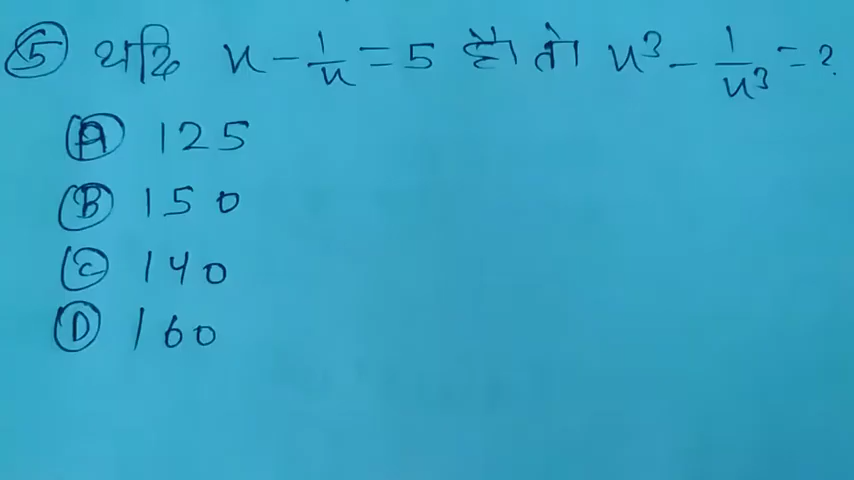 ⑤ यदि x - 1/x = 5 है। तो x³ - 1/x³ = ?
Ⓐ 125
Ⓑ 150
Ⓒ 140
Ⓓ 160